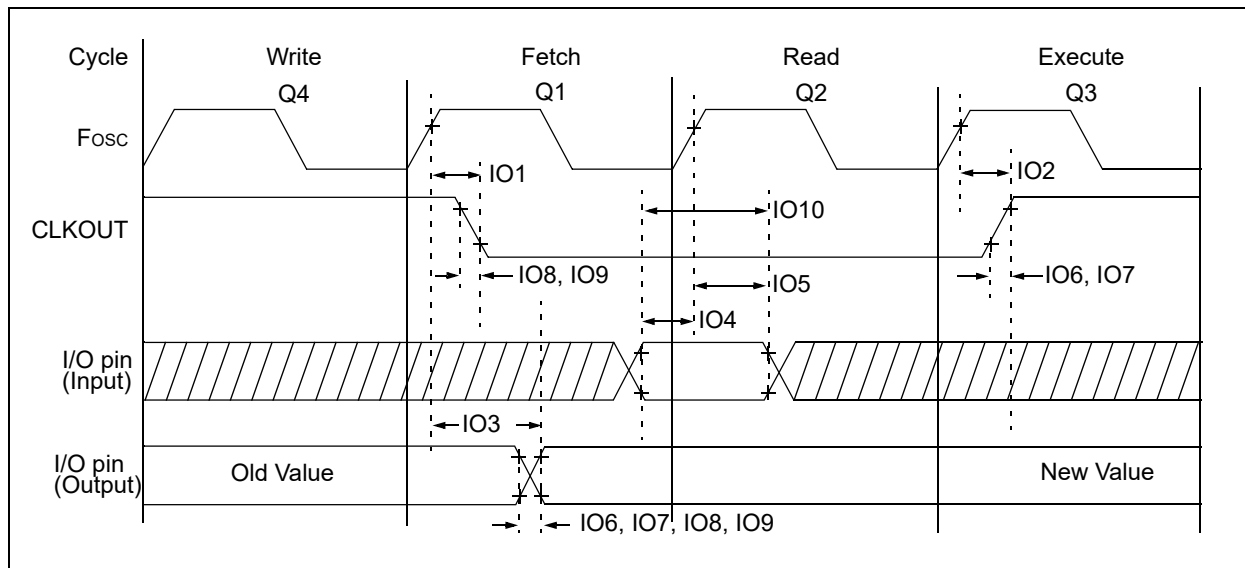 Cycle Write Fetch Read Execute
Q4 Q1 Q2 Q3
Fosc
IO1 IO2
CLKOUT IO10
IO8, IO9 IO5 IO6, IO7
IO4
I/O pin
(Input)
IO3
I/O pin
(Output) Old Value New Value
IO6, IO7, IO8, IO9